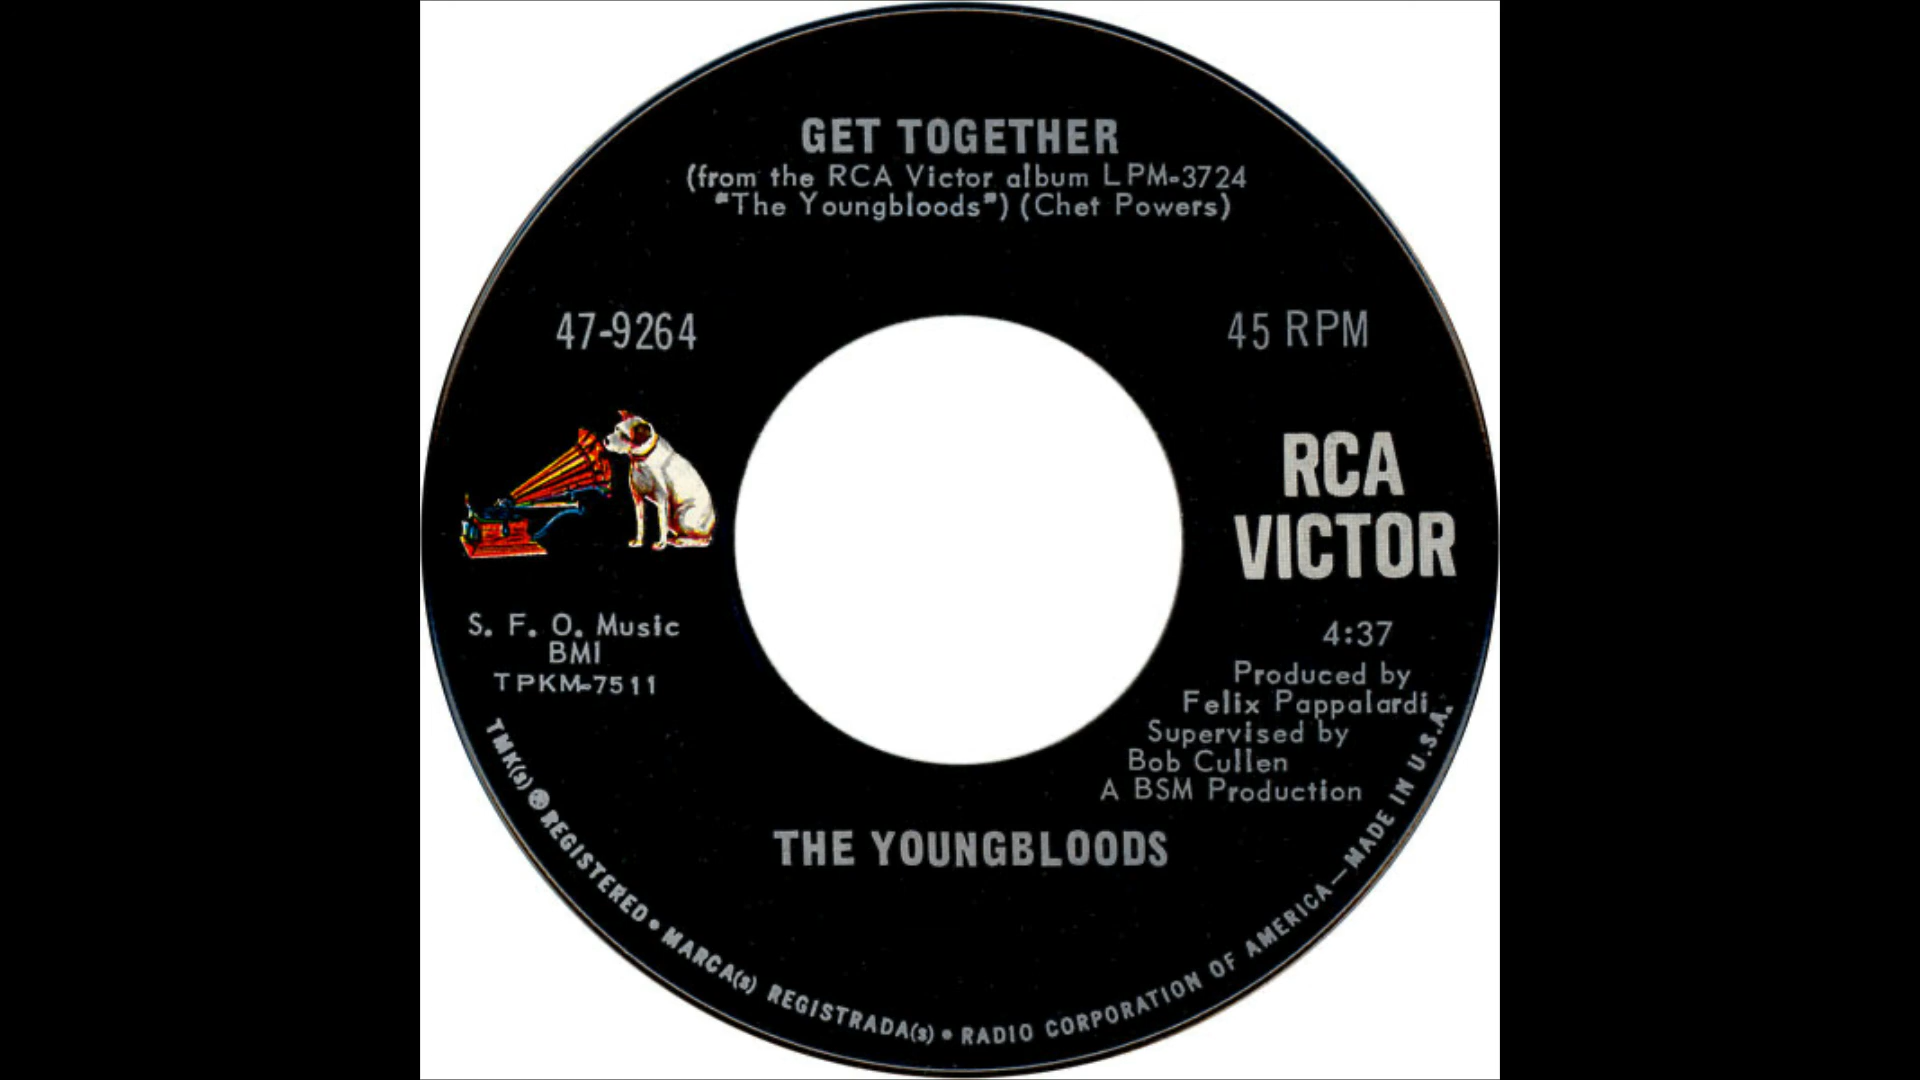 GET TOGETHER
(from the RCA Victor album LPM-3724
"The Youngbloods") (Chet Powers)
47-9264
45 RPM
RCA
VICTOR
S. F. O. Music
BMI
TPKM-7511
4:37
Produced by
Felix Pappalardi
Supervised by
Bob Cullen
A BSM Production
THE YOUNGBLOODS
TMK(s) ® REGISTERED • MARCA(s) REGISTRADA(s) • RADIO CORPORATION OF AMERICA—MADE IN U.S.A.